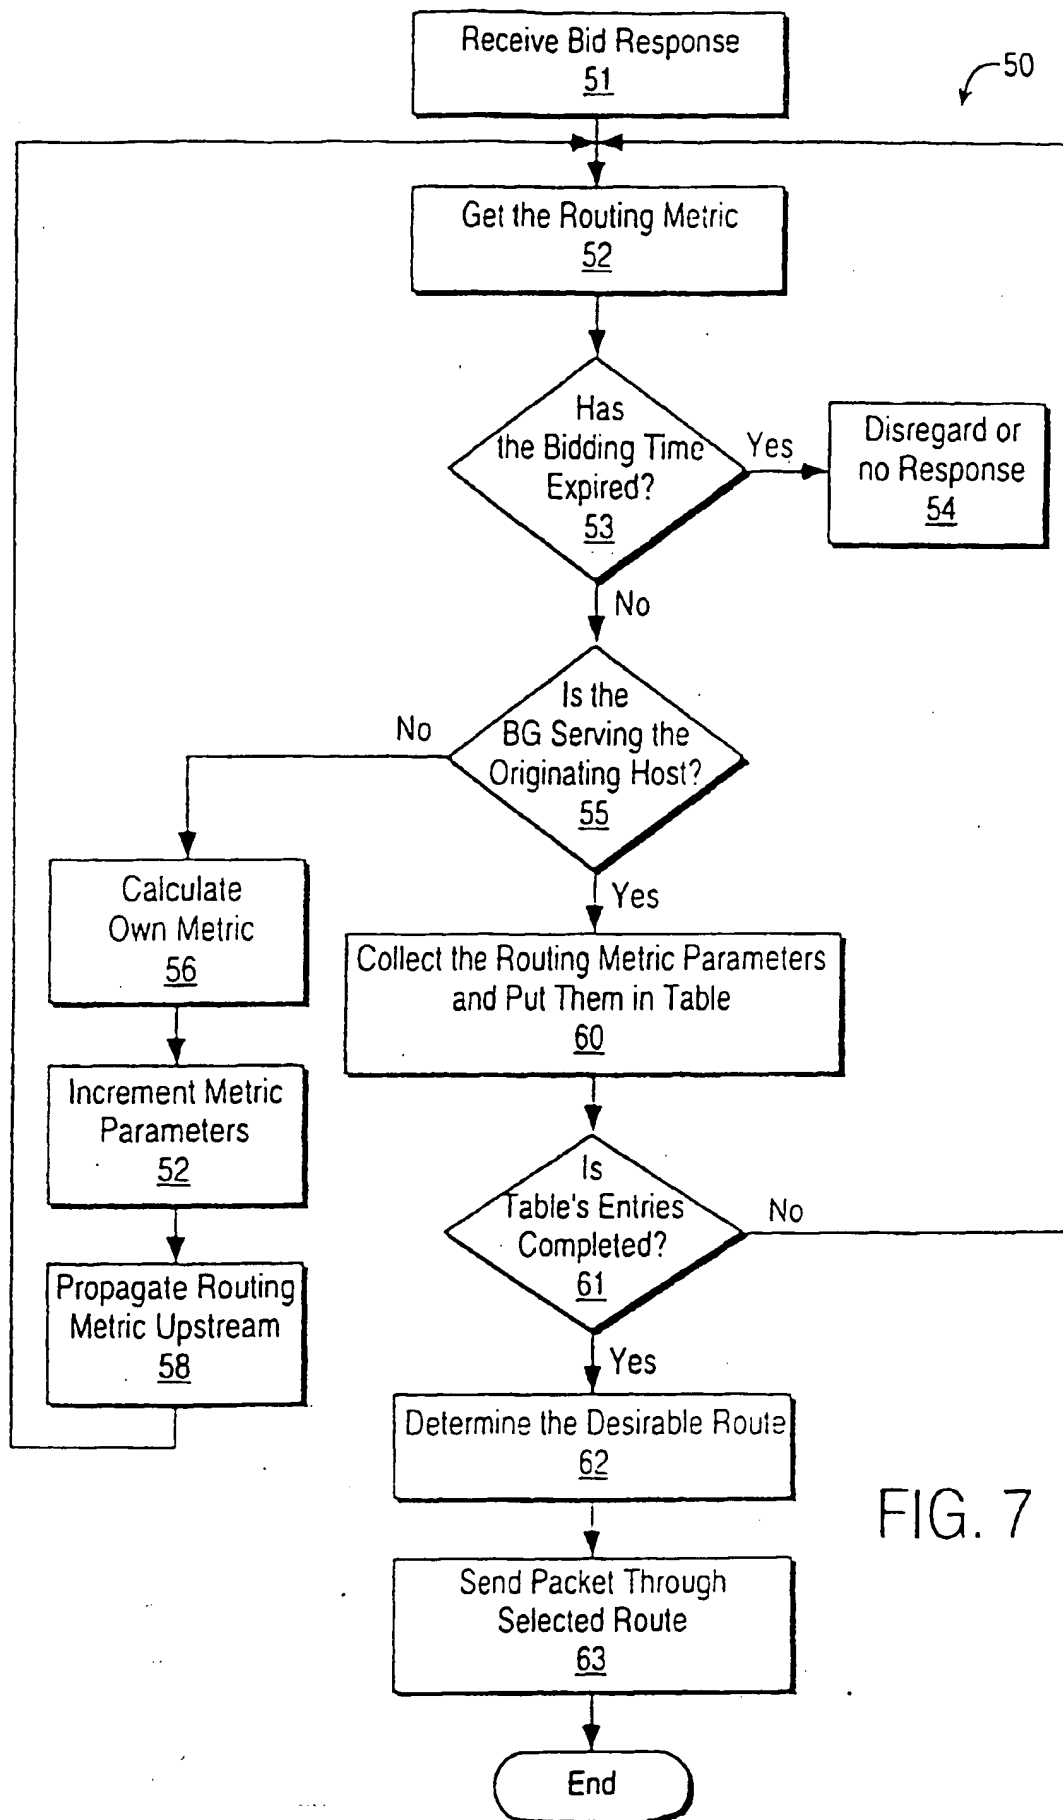 Receive Bid Response
51
50
Get the Routing Metric
52
Has
the Bidding Time
Expired?
53
Yes
Disregard or
no Response
54
No
Is the
BG Serving the
Originating Host?
55
No
Yes
Calculate
Own Metric
56
Collect the Routing Metric Parameters
and Put Them in Table
60
Increment Metric
Parameters
52
Is
Table's Entries
Completed?
61
No
Propagate Routing
Metric Upstream
58
Yes
Determine the Desirable Route
62
FIG. 7
Send Packet Through
Selected Route
63
End